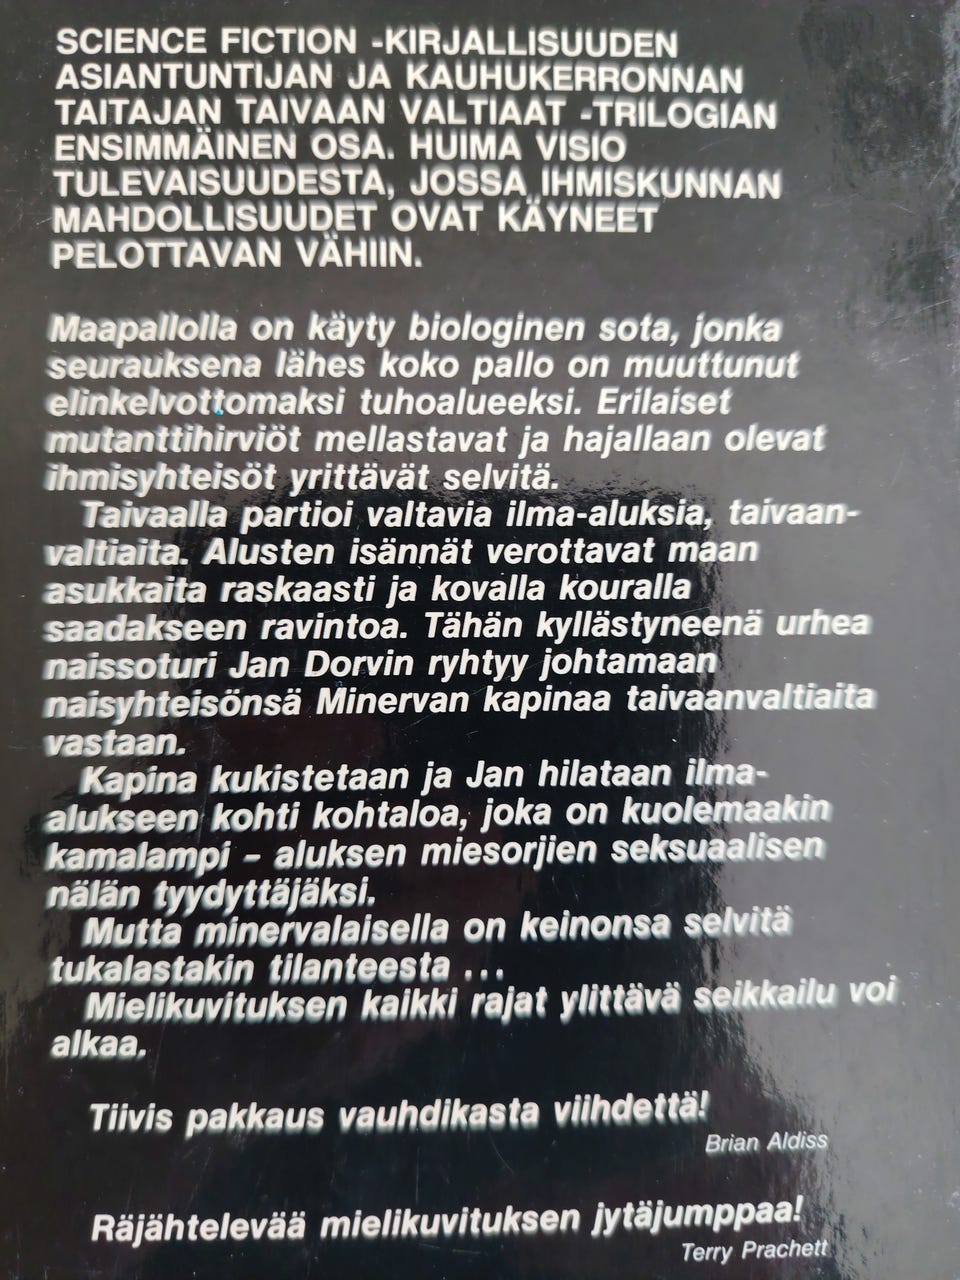 SCIENCE FICTION -KIRJALLISUUDEN
ASIANTUNTIJAN JA KAUHUKERRONNAN
TAITAJAN TAIVAAN VALTIAAT -TRILOGIAN
ENSIMMÄINEN OSA. HUIMA VISIO
TULEVAISUUDESTA, JOSSA IHMISKUNNAN
MAHDOLLISUUDET OVAT KÄYNEET
PELOTTAVAN VÄHIIN.
Maapallolla on käyty biologinen sota, jonka
seurauksena lähes koko pallo on muuttunut
elinkelvottomaksi tuhoalueeksi. Erilaiset
mutanttihirviöt mellastavat ja hajallaan olevat
ihmisyhteisöt yrittävät selvitä.
Taivaalla partioi valtavia ilma-aluksia, taivaan-
valtiaita. Alusten isännät verottavat maan
asukkaita raskaasti ja kovalla kouralla
saadakseen ravintoa. Tähän kyllästyneenä urhea
naissoturi Jan Dorvin ryhtyy johtamaan
naisyhteisönsä Minervan kapinaa taivaanvaltiaita
vastaan.
Kapina kukistetaan ja Jan hilataan ilma-
alukseen kohti kohtaloa, joka on kuolemaakin
kamalampi – aluksen miesorjien seksuaalisen
nälän tyydyttäjäksi.
Mutta minervalaisella on keinonsa selvitä
tukalastakin tilanteesta ...
Mielikuvituksen kaikki rajat ylittävä seikkailu voi
alkaa.
Tiivis pakkaus vauhdikasta viihdettä!
Brian Aldiss
Räjähtelevää mielikuvituksen jytäjumppaa!
Terry Prachett